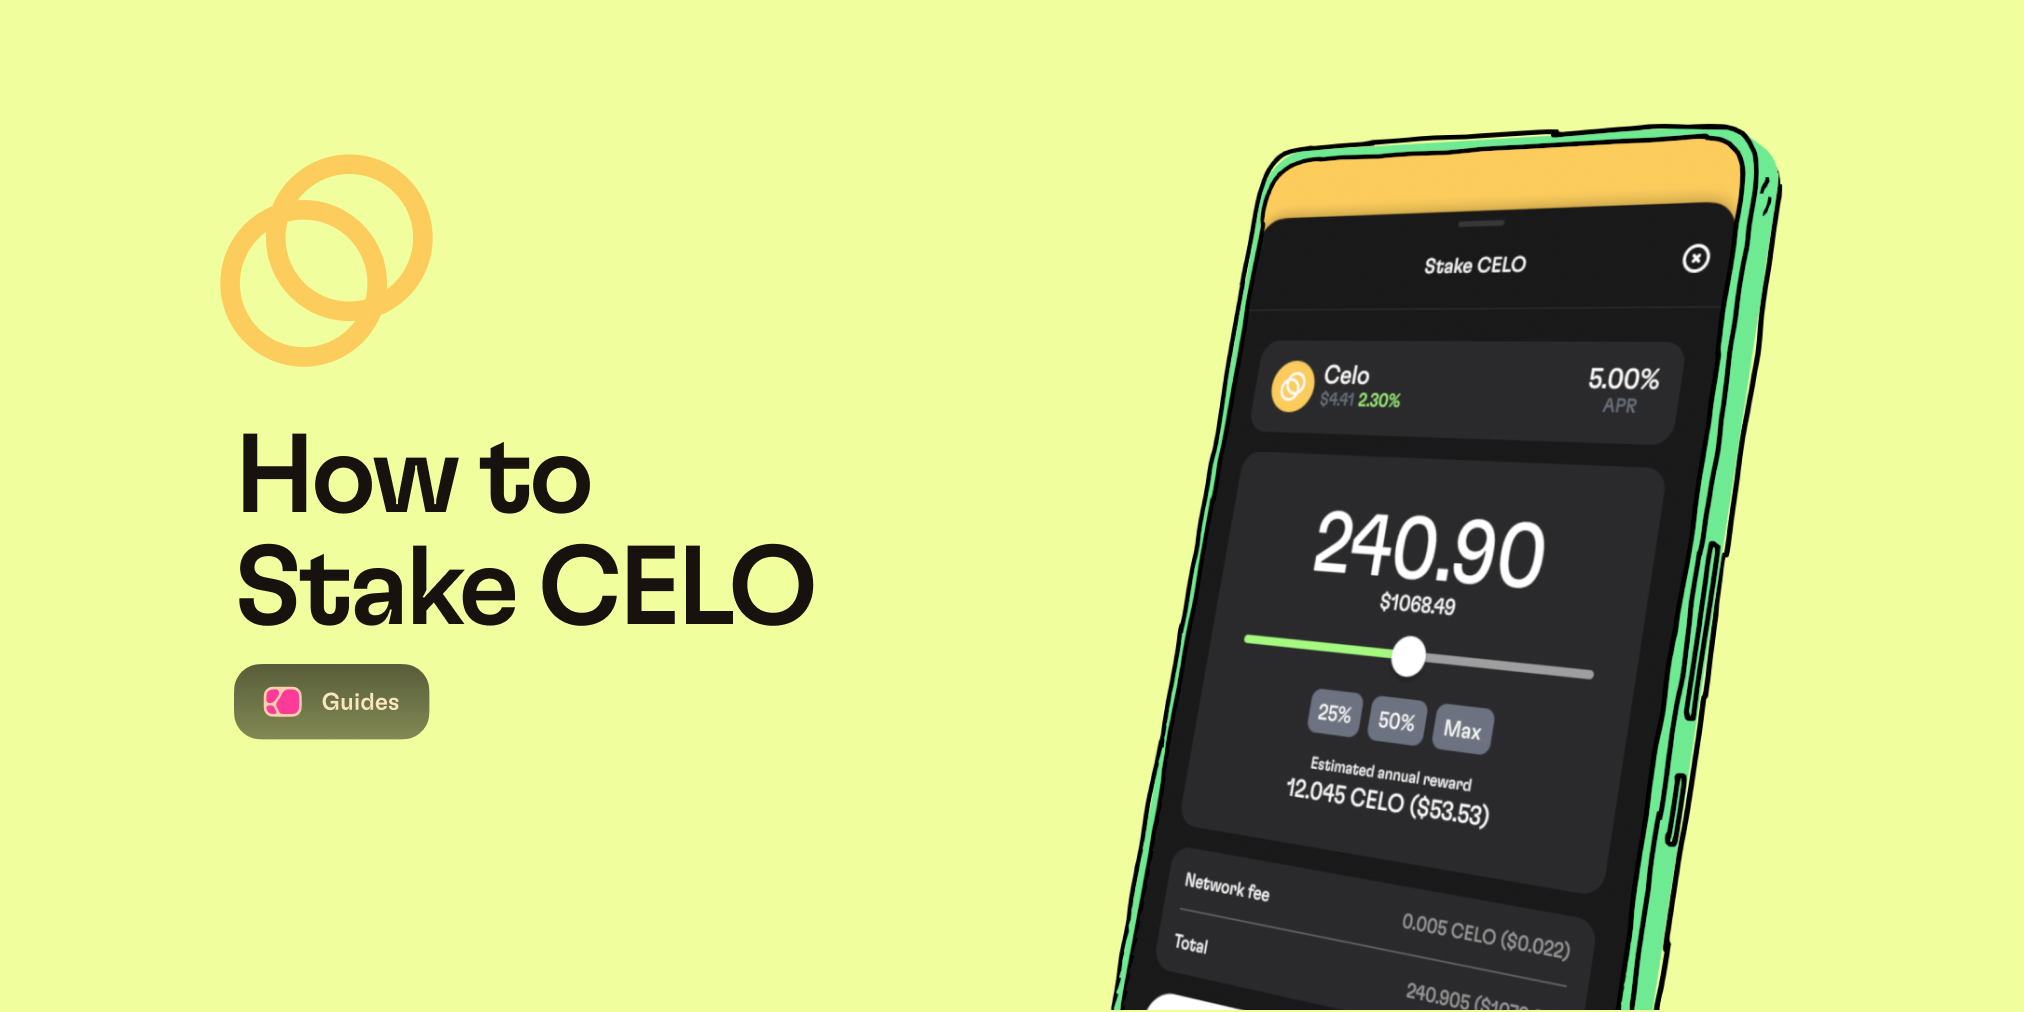 How to
Stake CELO
Guides
Stake CELO
Celo
$4.41 2.30%
5.00%
APR
240.90
$1068.49
25% 50% Max
Estimated annual reward
12.045 CELO ($53.53)
Network fee
0.005 CELO ($0.022)
Total
240.905